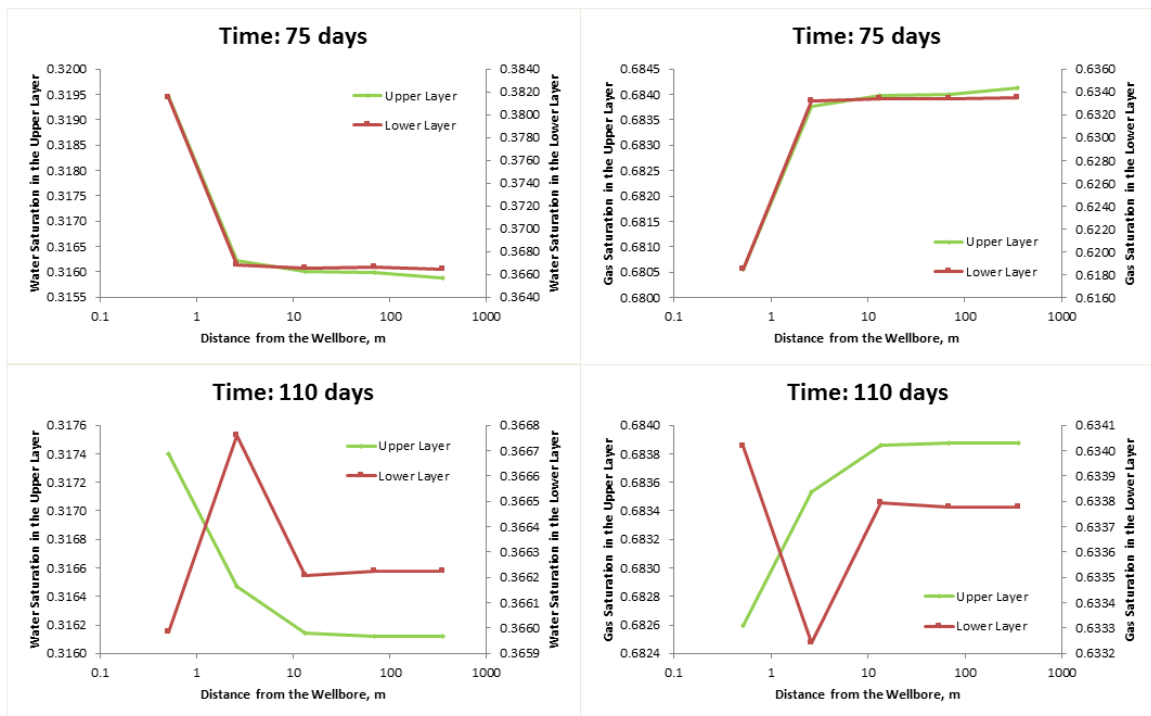 Time: 75 days
Water Saturation in the Upper Layer
0.3200
0.3195
0.3190
0.3185
0.3180
0.3175
0.3170
0.3165
0.3160
0.3155
0.3840
0.3820
0.3800
0.3780
0.3760
0.3740
0.3720
0.3700
0.3680
0.3660
0.3640
Water Saturation in the Lower Layer
Upper Layer
Lower Layer
0.1 1 10 100 1000
Distance from the Wellbore, m
Time: 75 days
Gas Saturation in the Upper Layer
0.6845
0.6840
0.6835
0.6830
0.6825
0.6820
0.6815
0.6810
0.6805
0.6800
0.6360
0.6340
0.6320
0.6300
0.6280
0.6260
0.6240
0.6220
0.6200
0.6180
0.6160
Gas Saturation in the Lower Layer
Upper Layer
Lower Layer
0.1 1 10 100 1000
Distance from the Wellbore, m
Time: 110 days
Water Saturation in the Upper Layer
0.3176
0.3174
0.3172
0.3170
0.3168
0.3166
0.3164
0.3162
0.3160
0.3668
0.3667
0.3666
0.3665
0.3664
0.3663
0.3662
0.3661
0.3660
0.3659
Water Saturation in the Lower Layer
Upper Layer
Lower Layer
0.1 1 10 100 1000
Distance from the Wellbore, m
Time: 110 days
Gas Saturation in the Upper Layer
0.6840
0.6838
0.6836
0.6834
0.6832
0.6830
0.6828
0.6826
0.6824
0.6341
0.6340
0.6339
0.6338
0.6337
0.6336
0.6335
0.6334
0.6333
0.6332
Gas Saturation in the Lower Layer
Upper Layer
Lower Layer
0.1 1 10 100 1000
Distance from the Wellbore, m